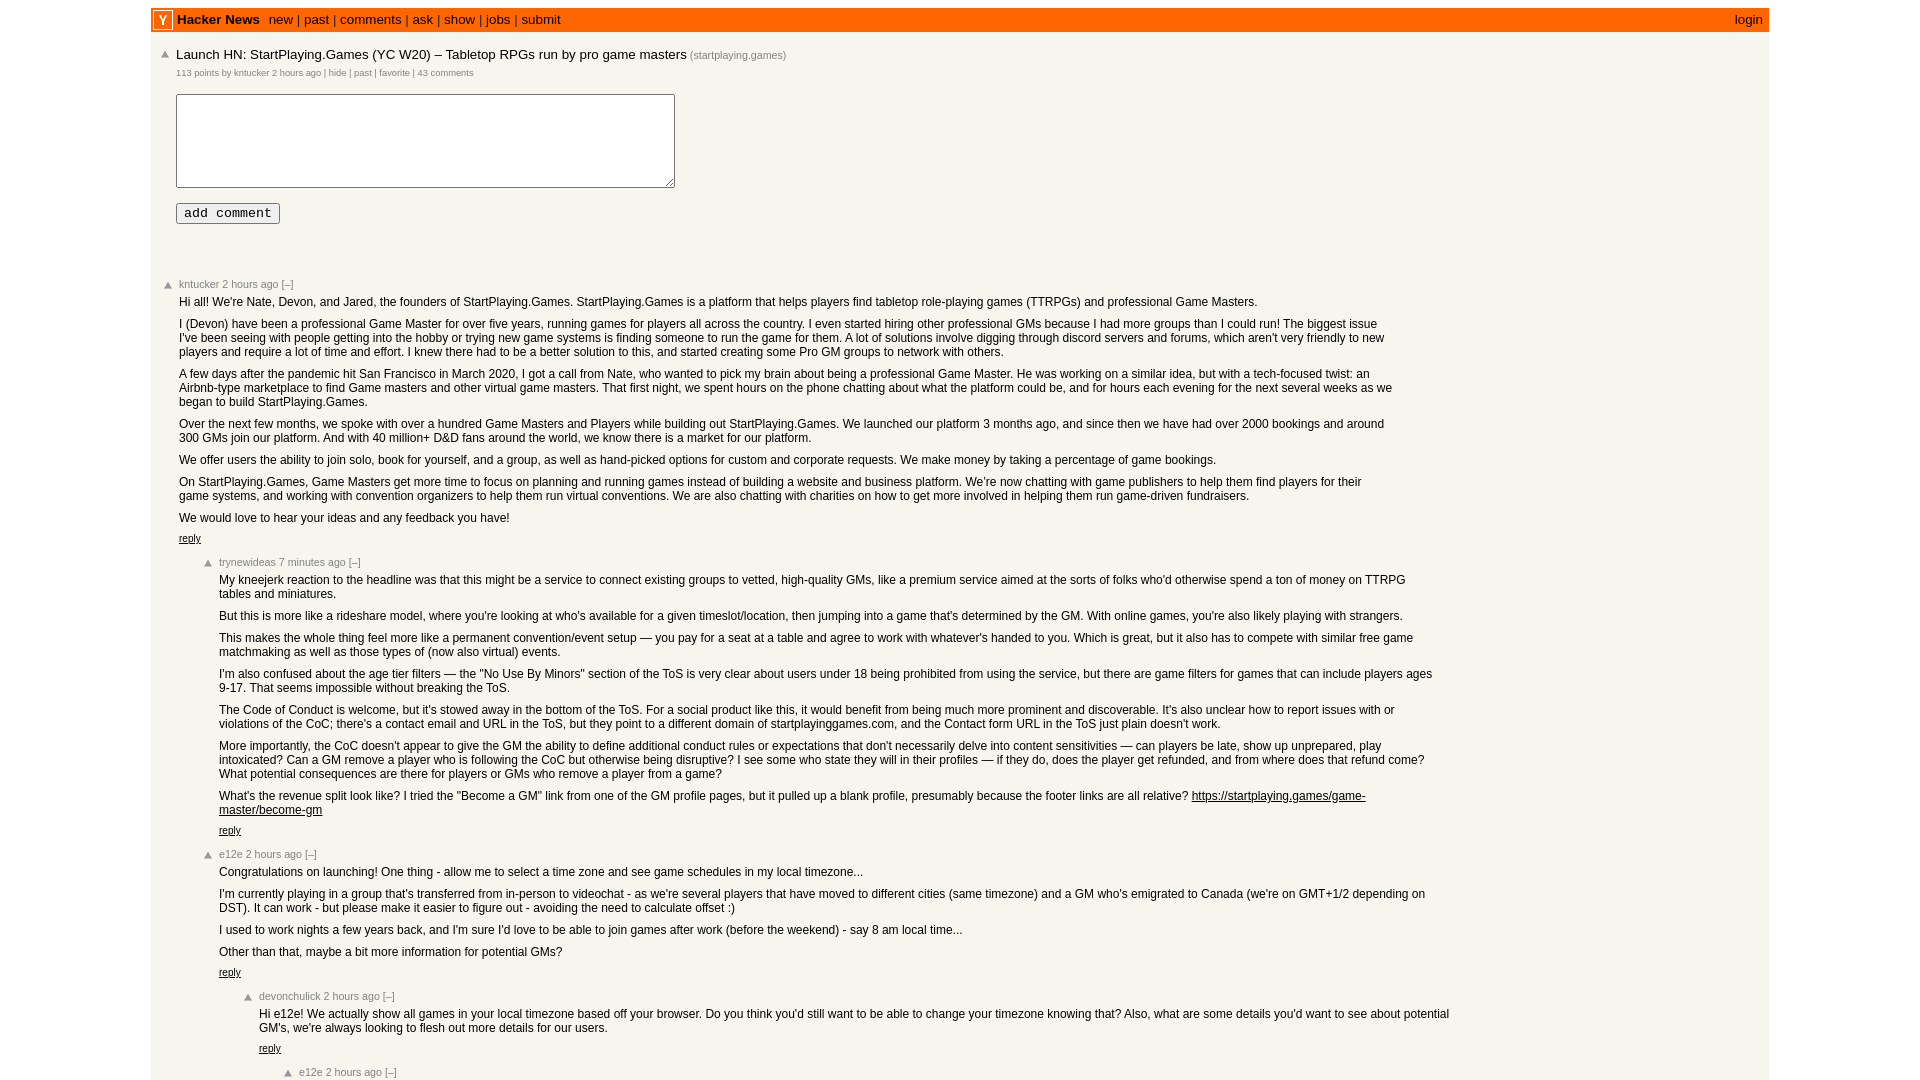 Y Hacker News new | past | comments | ask | show | jobs | submit login
Launch HN: StartPlaying.Games (YC W20) – Tabletop RPGs run by pro game masters (startplaying.games)
113 points by kntucker 2 hours ago | hide | past | favorite | 43 comments
add comment
kntucker 2 hours ago [–]
Hi all! We're Nate, Devon, and Jared, the founders of StartPlaying.Games. StartPlaying.Games is a platform that helps players find tabletop role-playing games (TTRPGs) and professional Game Masters.
I (Devon) have been a professional Game Master for over five years, running games for players all across the country. I even started hiring other professional GMs because I had more groups than I could run! The biggest issue
I've been seeing with people getting into the hobby or trying new game systems is finding someone to run the game for them. A lot of solutions involve digging through discord servers and forums, which aren't very friendly to new
players and require a lot of time and effort. I knew there had to be a better solution to this, and started creating some Pro GM groups to network with others.
A few days after the pandemic hit San Francisco in March 2020, I got a call from Nate, who wanted to pick my brain about being a professional Game Master. He was working on a similar idea, but with a tech-focused twist: an
Airbnb-type marketplace to find Game masters and other virtual game masters. That first night, we spent hours on the phone chatting about what the platform could be, and for hours each evening for the next several weeks as we
began to build StartPlaying.Games.
Over the next few months, we spoke with over a hundred Game Masters and Players while building out StartPlaying.Games. We launched our platform 3 months ago, and since then we have had over 2000 bookings and around
300 GMs join our platform. And with 40 million+ D&D fans around the world, we know there is a market for our platform.
We offer users the ability to join solo, book for yourself, and a group, as well as hand-picked options for custom and corporate requests. We make money by taking a percentage of game bookings.
On StartPlaying.Games, Game Masters get more time to focus on planning and running games instead of building a website and business platform. We're now chatting with game publishers to help them find players for their
game systems, and working with convention organizers to help them run virtual conventions. We are also chatting with charities on how to get more involved in helping them run game-driven fundraisers.
We would love to hear your ideas and any feedback you have!
reply
trynewideas 7 minutes ago [–]
My kneejerk reaction to the headline was that this might be a service to connect existing groups to vetted, high-quality GMs, like a premium service aimed at the sorts of folks who'd otherwise spend a ton of money on TTRPG
tables and miniatures.
But this is more like a rideshare model, where you're looking at who's available for a given timeslot/location, then jumping into a game that's determined by the GM. With online games, you're also likely playing with strangers.
This makes the whole thing feel more like a permanent convention/event setup — you pay for a seat at a table and agree to work with whatever's handed to you. Which is great, but it also has to compete with similar free game
matchmaking as well as those types of (now also virtual) events.
I'm also confused about the age tier filters — the "No Use By Minors" section of the ToS is very clear about users under 18 being prohibited from using the service, but there are game filters for games that can include players ages
9-17. That seems impossible without breaking the ToS.
The Code of Conduct is welcome, but it's stowed away in the bottom of the ToS. For a social product like this, it would benefit from being much more prominent and discoverable. It's also unclear how to report issues with or
violations of the CoC; there's a contact email and URL in the ToS, but they point to a different domain of startplayinggames.com, and the Contact form URL in the ToS just plain doesn't work.
More importantly, the CoC doesn't appear to give the GM the ability to define additional conduct rules or expectations that don't necessarily delve into content sensitivities — can players be late, show up unprepared, play
intoxicated? Can a GM remove a player who is following the CoC but otherwise being disruptive? I see some who state they will in their profiles — if they do, does the player get refunded, and from where does that refund come?
What potential consequences are there for players or GMs who remove a player from a game?
What's the revenue split look like? I tried the "Become a GM" link from one of the GM profile pages, but it pulled up a blank profile, presumably because the footer links are all relative? https://startplaying.games/game-
master/become-gm
reply
e12e 2 hours ago [–]
Congratulations on launching! One thing - allow me to select a time zone and see game schedules in my local timezone...
I'm currently playing in a group that's transferred from in-person to videochat - as we're several players that have moved to different cities (same timezone) and a GM who's emigrated to Canada (we're on GMT+1/2 depending on
DST). It can work - but please make it easier to figure out - avoiding the need to calculate offset :)
I used to work nights a few years back, and I'm sure I'd love to be able to join games after work (before the weekend) - say 8 am local time...
Other than that, maybe a bit more information for potential GMs?
reply
devonchulick 2 hours ago [–]
Hi e12e! We actually show all games in your local timezone based off your browser. Do you think you'd still want to be able to change your timezone knowing that? Also, what are some details you'd want to see about potential
GM's, we're always looking to flesh out more details for our users.
reply
e12e 2 hours ago [–]